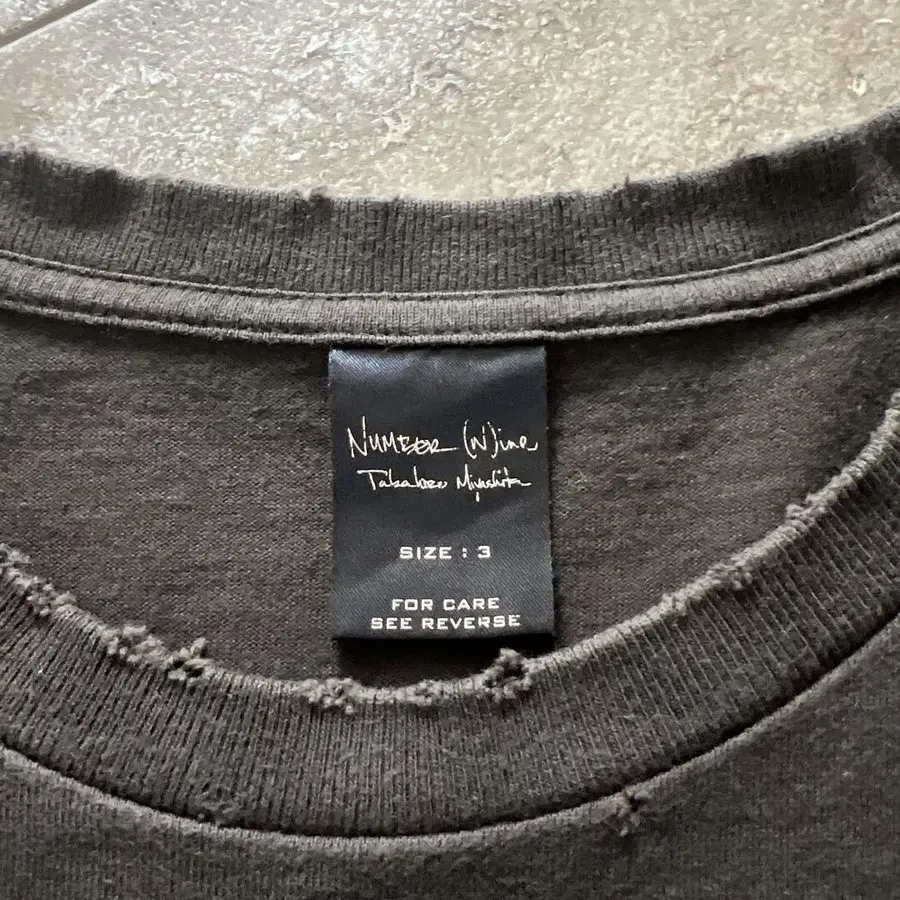 NUMBER (N)ine
Takahiro Miyashita
SIZE : 3
FOR CARE
SEE REVERSE